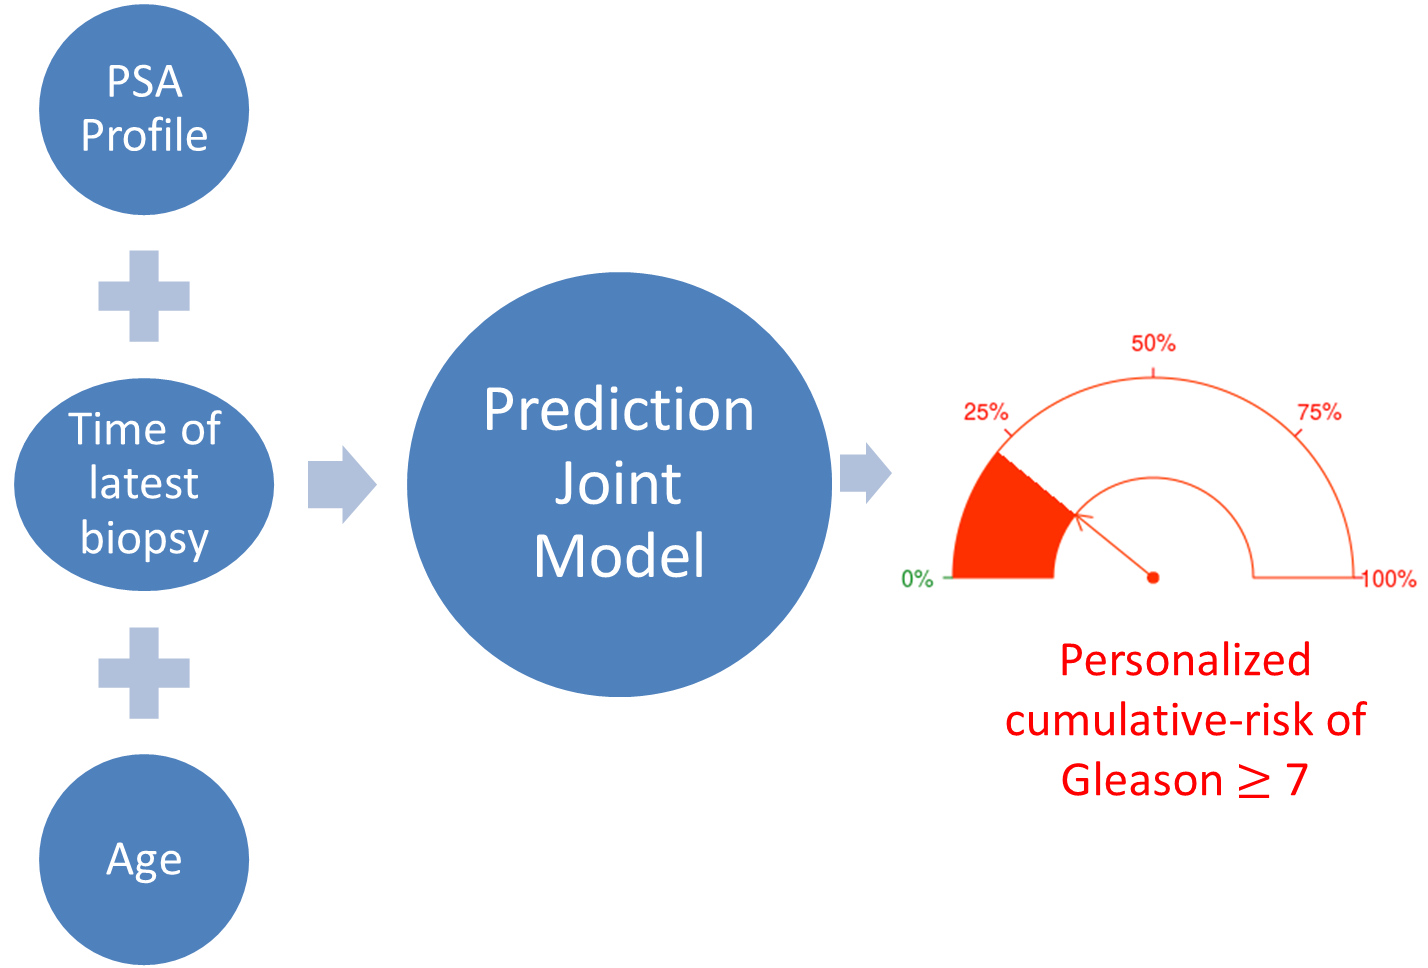 PSA
Profile
Time of
latest
biopsy
Age
Prediction
Joint
Model
0%
25%
50%
75%
100%
Personalized
cumulative-risk of
Gleason ≥ 7